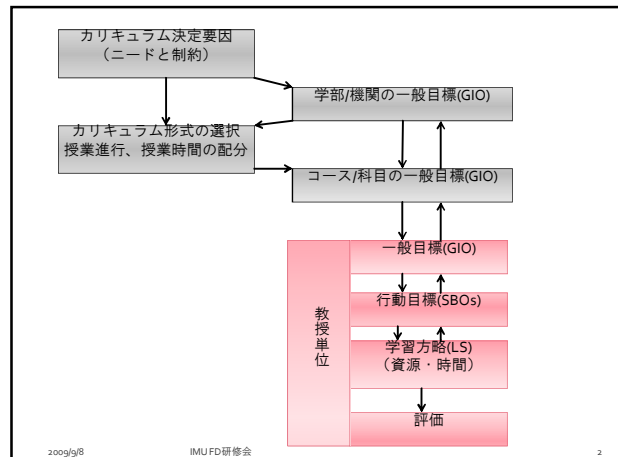 カリキュラム決定要因
（ニードと制約）
学部/機関の一般目標(GIO)
カリキュラム形式の選択
授業進行、授業時間の配分
コース/科目の一般目標(GIO)
教授単位
一般目標(GIO)
行動目標(SBOs)
学習方略(LS)
（資源・時間）
評価
2009/9/8
IMU FD研修会
2